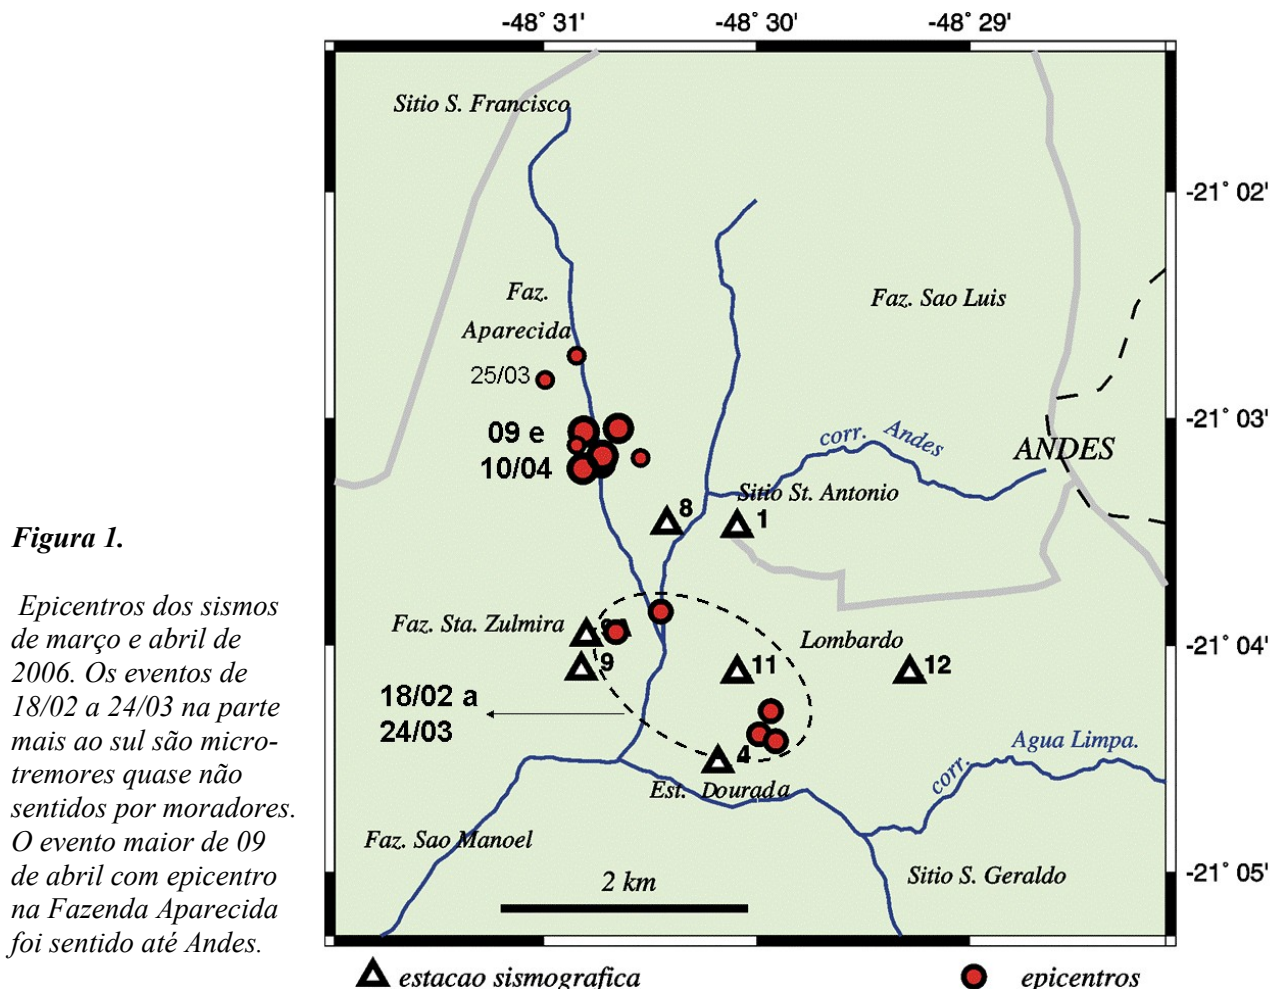 -48° 31'
-48° 30'
-48° 29'
Sitio S. Francisco
-21° 02'
Faz.
Aparecida
Faz. Sao Luis
25/03
-21° 03'
09 e
10/04
corr. Andes
ANDES
Sitio St. Antonio
8
1
Figura 1.
Epicentros dos sismos
de março e abril de
2006. Os eventos de
18/02 a 24/03 na parte
mais ao sul são micro-
tremores quase não
sentidos por moradores.
O evento maior de 09
de abril com epicentro
na Fazenda Aparecida
foi sentido até Andes.
Faz. Sta. Zulmira
Lombardo
-21° 04'
9
11
12
18/02 a
24/03
4
corr. Agua Limpa.
Est. Dourada
Faz. Sao Manoel
2 km
Sitio S. Geraldo
-21° 05'
estacao sismografica
epicentros